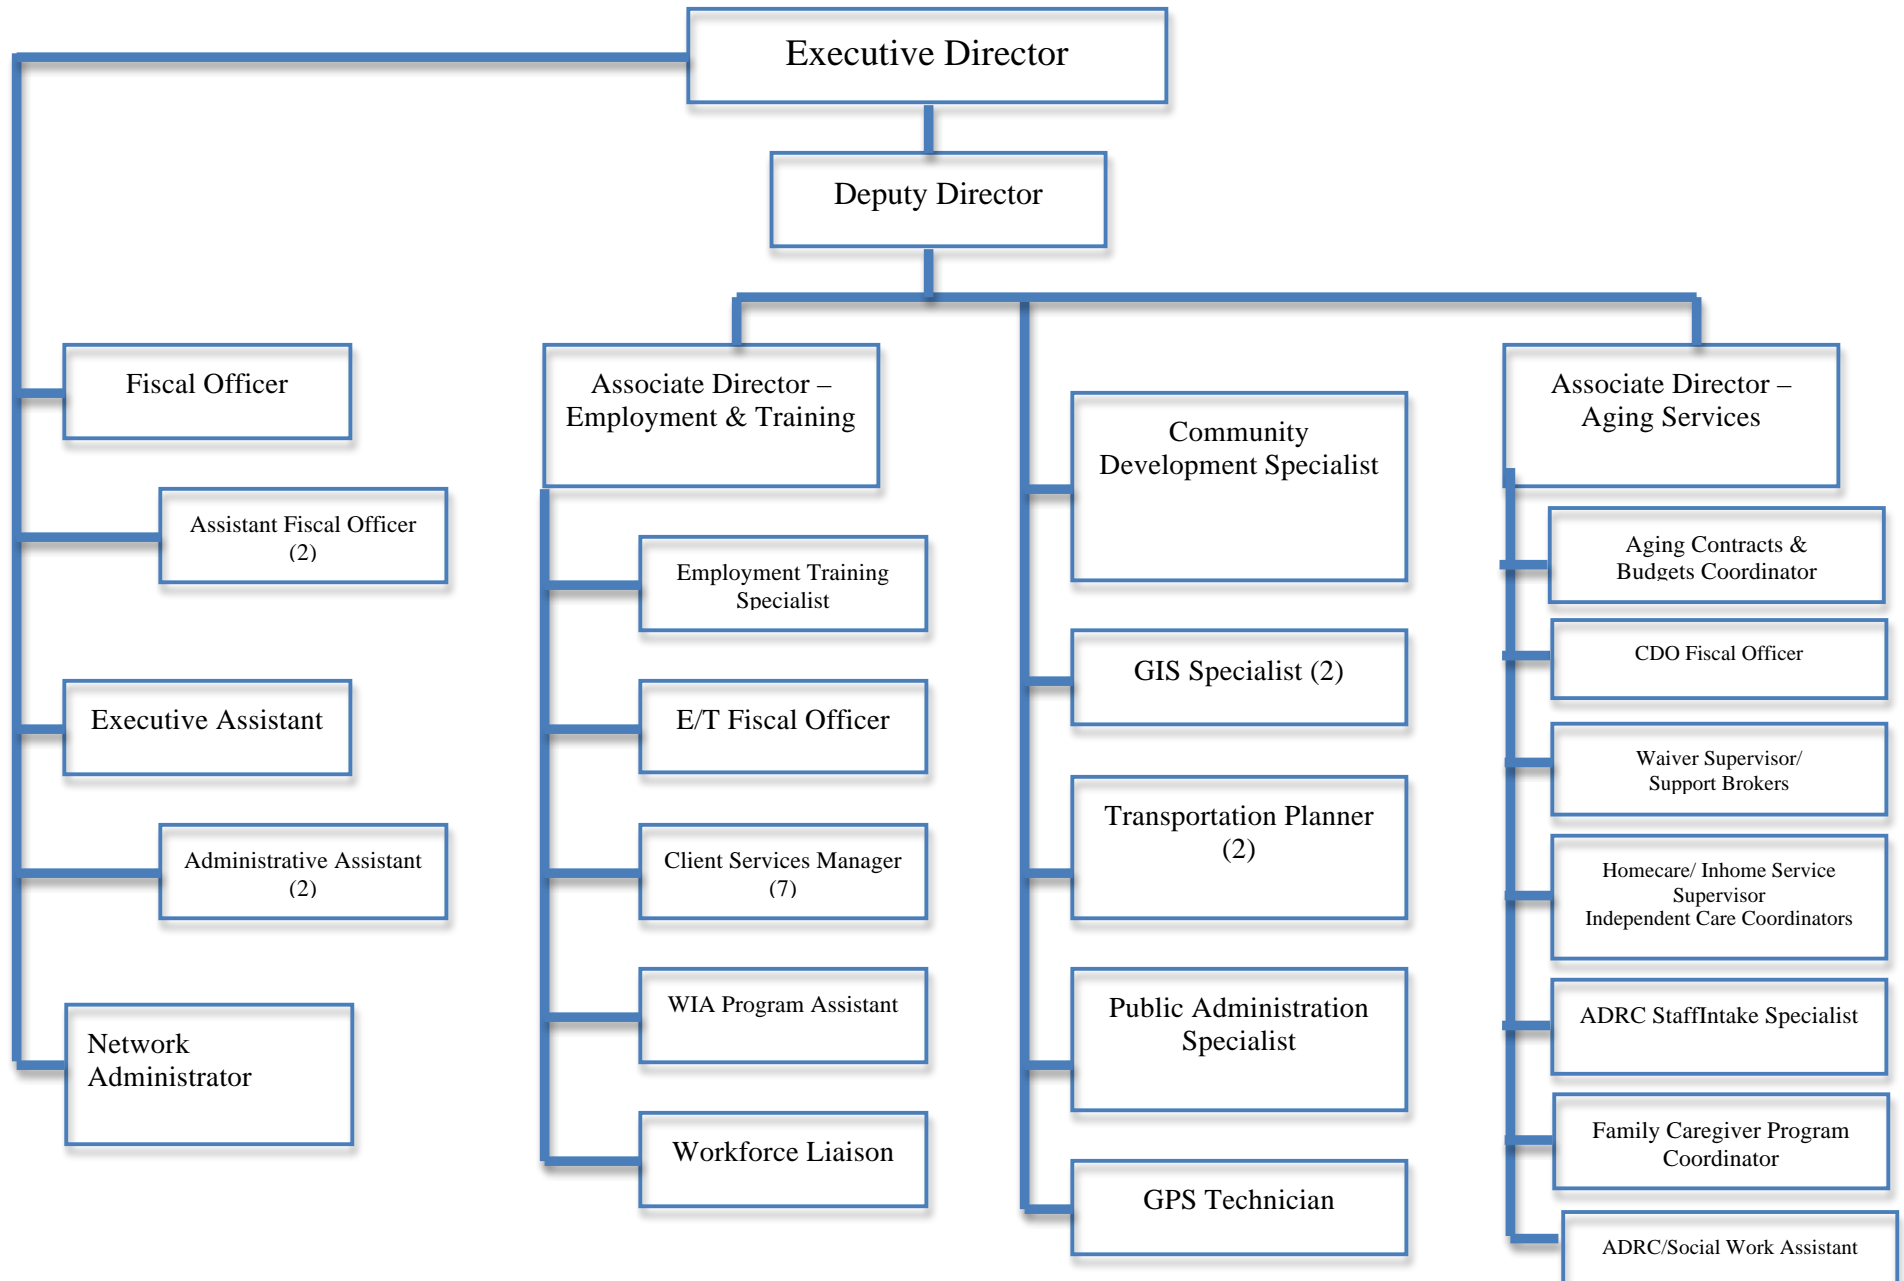 Executive Director
Deputy Director
Fiscal Officer
Assistant Fiscal Officer
(2)
Executive Assistant
Administrative Assistant
(2)
Network
Administrator
Associate Director –
Employment & Training
Employment Training
Specialist
E/T Fiscal Officer
Client Services Manager
(7)
WIA Program Assistant
Workforce Liaison
Community
Development Specialist
GIS Specialist (2)
Transportation Planner
(2)
Public Administration
Specialist
GPS Technician
Associate Director –
Aging Services
Aging Contracts &
Budgets Coordinator
CDO Fiscal Officer
Waiver Supervisor/
Support Brokers
Homecare/ Inhome Service
Supervisor
Independent Care Coordinators
ADRC StaffIntake Specialist
Family Caregiver Program
Coordinator
ADRC/Social Work Assistant